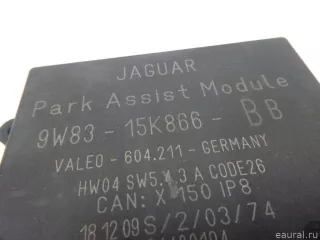 JAGUAR
Park Assist Module
9W83 - 15K866 - BB
VALEO - 604.211 - GERMANY
HW04 SW5.4.3 A CODE26
CAN: X-150 IP8
18 12 09 S/2/03/74
eaural.ru